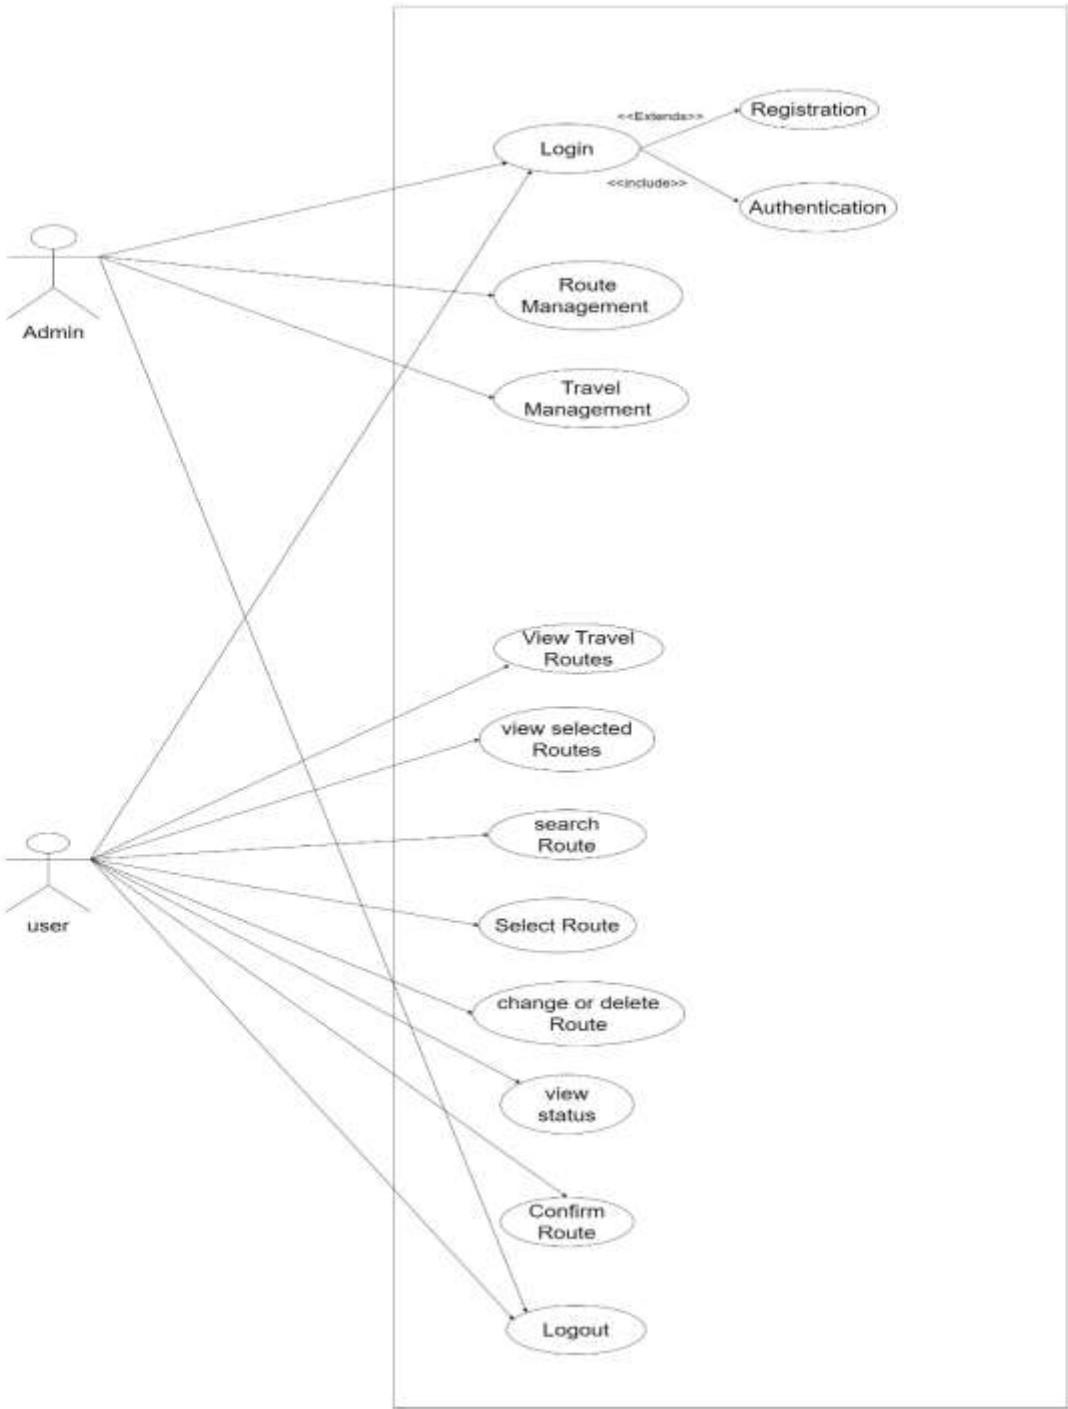 <<Extends>>
Registration
Login
<<include>>
Authentication
Admin
Route
Management
Travel
Management
View Travel
Routes
view selected
Routes
search
Route
user
Select Route
change or delete
Route
view
status
Confirm
Route
Logout